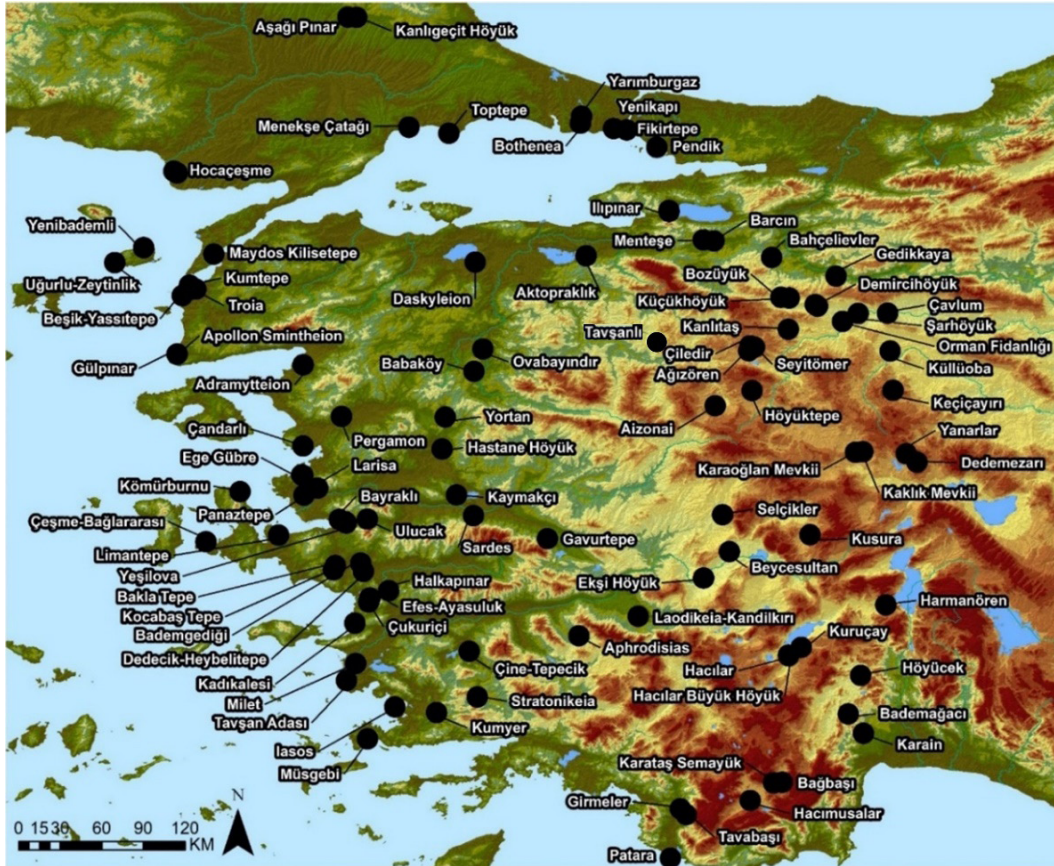 Aşağı Pınar
Kanlıgeçit Höyük
Yarımburgaz
Toptepe
Yenikapı
Menekşe Çatağı
Fikirtepe
Bothenea
Pendik
Hocaçeşme
Ilıpınar
Yenibademli
Barcın
Menteşe
Bahçelievler
Maydos Kilisetepe
Gedikkaya
Uğurlu-Zeytinlik
Kumtepe
Daskyleion
Aktopraklık
Bozüyük
Demircihöyük
Troia
Küçükhöyük
Çavlum
Beşik-Yassıtepe
Kanlıtaş
Şarhöyük
Apollon Smintheion
Tavşanlı
Orman Fidanlığı
Çiledir
Gülpınar
Babaköy
Ovabayındır
Seyitömer
Küllüoba
Ağızören
Adramytteion
Keçiçayırı
Höyüktepe
Çandarlı
Pergamon
Yortan
Aizonai
Yanarlar
Ege Gübre
Hastane Höyük
Larisa
Karaoğlan Mevkii
Dedemezarı
Kömürburnu
Bayraklı
Kaymakçı
Kaklık Mevkii
Panaztepe
Selçikler
Çeşme-Bağlararası
Ulucak
Kusura
Sardes
Gavurtepe
Limantepe
Beycesultan
Yeşilova
Halkapınar
Ekşi Höyük
Bakla Tepe
Harmanören
Efes-Ayasuluk
Kocabaş Tepe
Laodikeia-Kandilkırı
Çukuriçi
Bademgediği
Kuruçay
Aphrodisias
Dedecik-Heybelitepe
Çine-Tepecik
Hacılar
Höyücek
Kadıkalesi
Hacılar Büyük Höyük
Stratonikeia
Milet
Bademağacı
Tavşan Adası
Kumyer
Karain
Iasos
Karataş Semayük
Müsgebi
Bağbaşı
Girmeler
Hacımusalar
N
Tavabaşı
0 15 30 60 90 120
KM
Patara